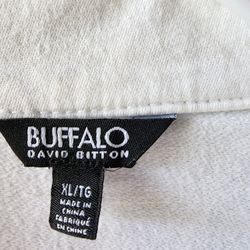 BUFFALO
DAVID BITTON
XL/TG
MADE IN
CHINA
FABRIQUÉ
EN CHINE